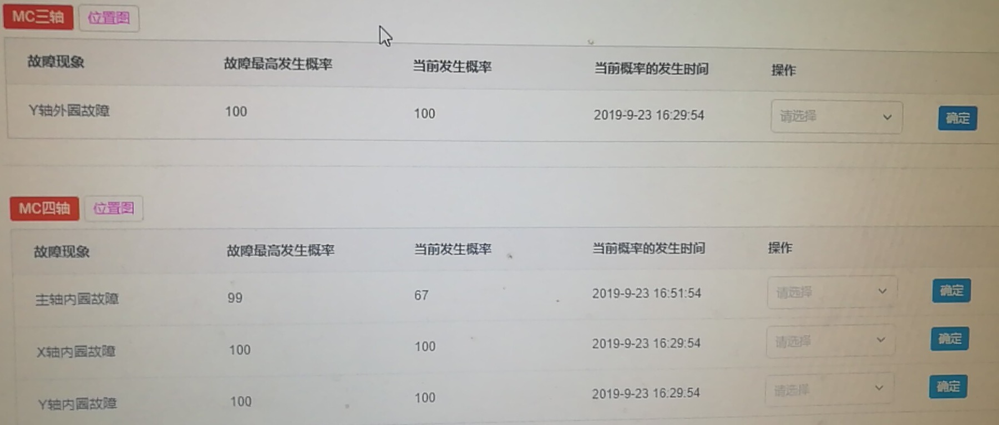 MC三轴 位置图
故障现象 故障最高发生概率 当前发生概率 当前概率的发生时间 操作
Y轴外圆故障 100 100 2019-9-23 16:29:54 请选择 确定
MC四轴 位置图
故障现象 故障最高发生概率 当前发生概率 当前概率的发生时间 操作
主轴内圆故障 99 67 2019-9-23 16:51:54 请选择 确定
X轴内圆故障 100 100 2019-9-23 16:29:54 请选择 确定
Y轴内圆故障 100 100 2019-9-23 16:29:54 请选择 确定